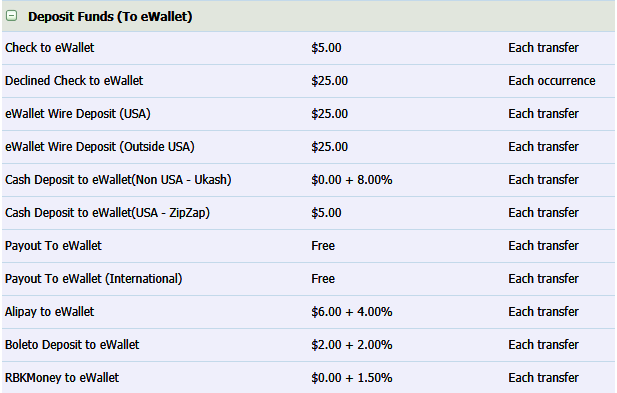 Deposit Funds (To eWallet)
Check to eWallet $5.00 Each transfer
Declined Check to eWallet $25.00 Each occurrence
eWallet Wire Deposit (USA) $25.00 Each transfer
eWallet Wire Deposit (Outside USA) $25.00 Each transfer
Cash Deposit to eWallet(Non USA - Ukash) $0.00 + 8.00% Each transfer
Cash Deposit to eWallet(USA - ZipZap) $5.00 Each transfer
Payout To eWallet Free Each transfer
Payout To eWallet (International) Free Each transfer
Alipay to eWallet $6.00 + 4.00% Each transfer
Boleto Deposit to eWallet $2.00 + 2.00% Each transfer
RBKMoney to eWallet $0.00 + 1.50% Each transfer